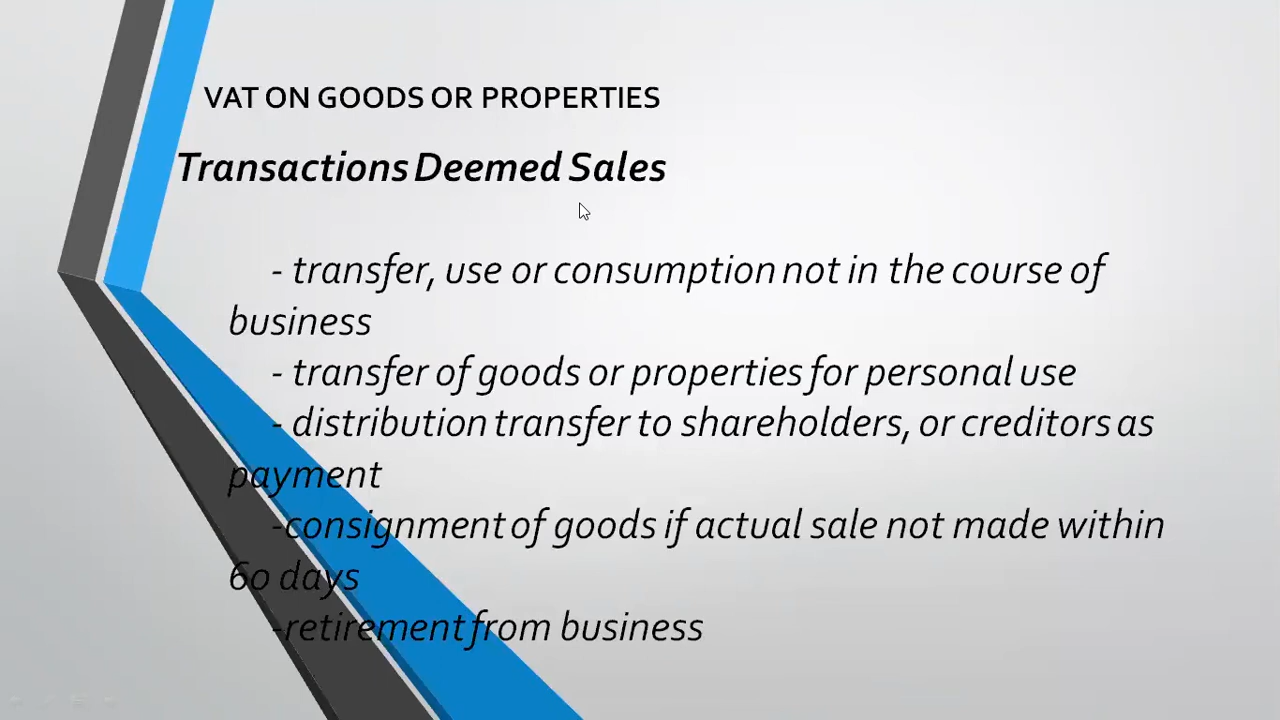 VAT ON GOODS OR PROPERTIES
Transactions Deemed Sales
- transfer, use or consumption not in the course of
business
- transfer of goods or properties for personal use
- distribution transfer to shareholders, or creditors as
payment
-consignment of goods if actual sale not made within
60 days
-retirement from business